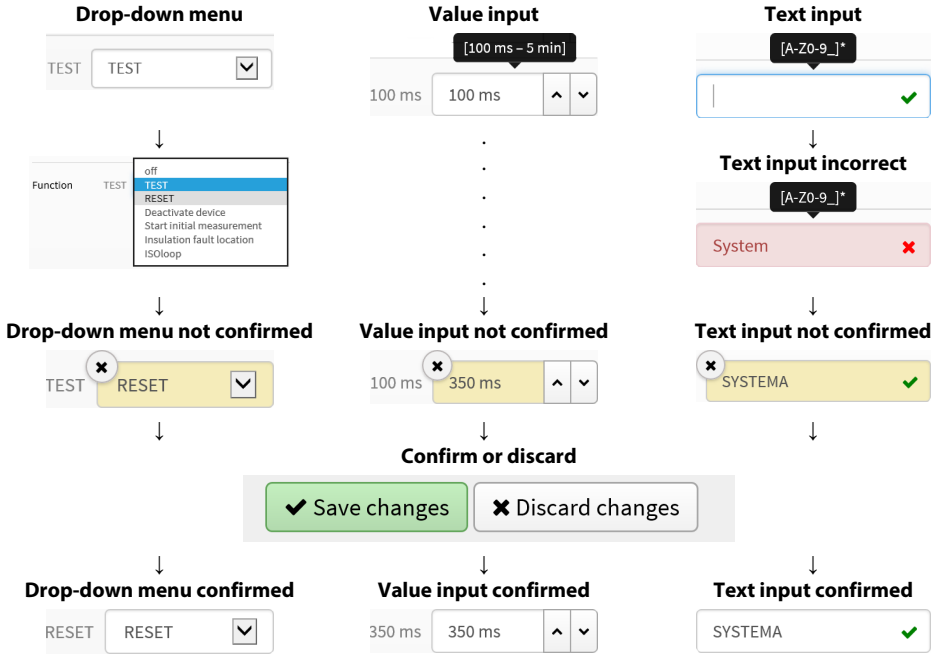 Drop-down menu
Value input
Text input
[100 ms – 5 min]
[A-Z0-9_]*
TEST TEST
100 ms 100 ms
Text input incorrect
[A-Z0-9_]*
Function TEST
off
TEST
RESET
Deactivate device
Start initial measurement
Insulation fault location
ISOloop
System
Drop-down menu not confirmed
Value input not confirmed
Text input not confirmed
TEST RESET
100 ms 350 ms
SYSTEMA
Confirm or discard
Save changes
Discard changes
Drop-down menu confirmed
Value input confirmed
Text input confirmed
RESET RESET
350 ms 350 ms
SYSTEMA